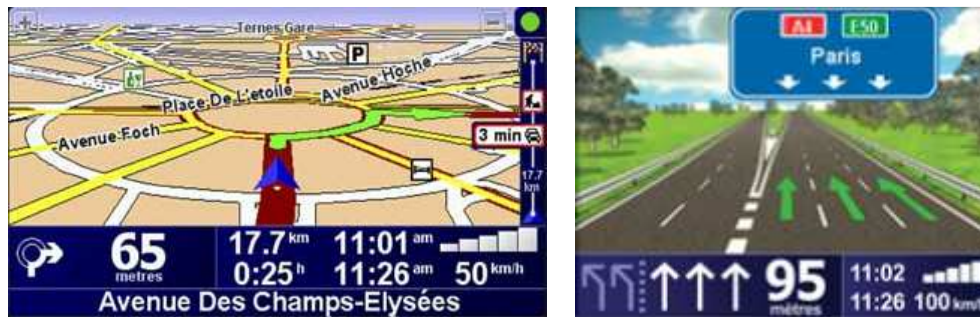 Ternes Gare
P
Avenue Hoche
Place De L'etoile
Avenue Foch
3 min
17.7
km
65
metres
17.7 km 11:01 am
0:25 h 11:26 am 50 km/h
Avenue Des Champs-Elysées
A4 E50
Paris
95
mètres
11:02
11:26 100 km/h